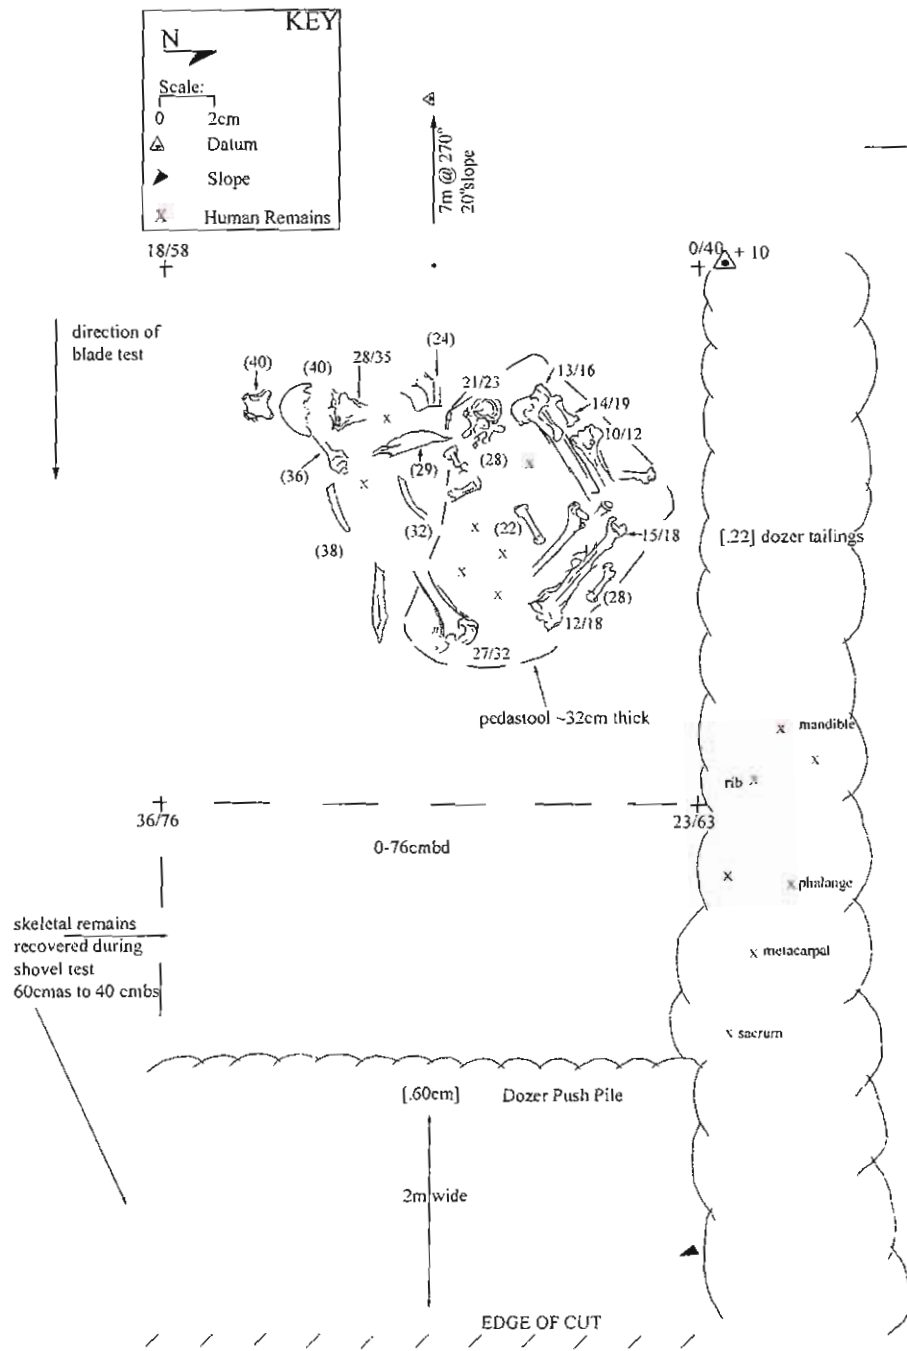 KEY
N
Scale:
0 2cm
Datum
Slope
x Human Remains
7m @ 270°
20°slope
18/58
0/40
+ 10
direction of
blade test
(24)
(40)
(40)
28/35
21/23
13/16
14/19
10/12
(36)
(29)
(28)
x
x
x
(38)
(32)
x
(22)
x
15/18
[.22] dozer tailings
x
x
(28)
12/18
27/32
pedastool ~32cm thick
x mandible
x
rib x
36/76
23/63
0-76cmbd
x
x phalange
skeletal remains
recovered during
shovel test
60cmas to 40 cmbs
x metacarpal
x sacrum
[.60cm] Dozer Push Pile
2m wide
EDGE OF CUT